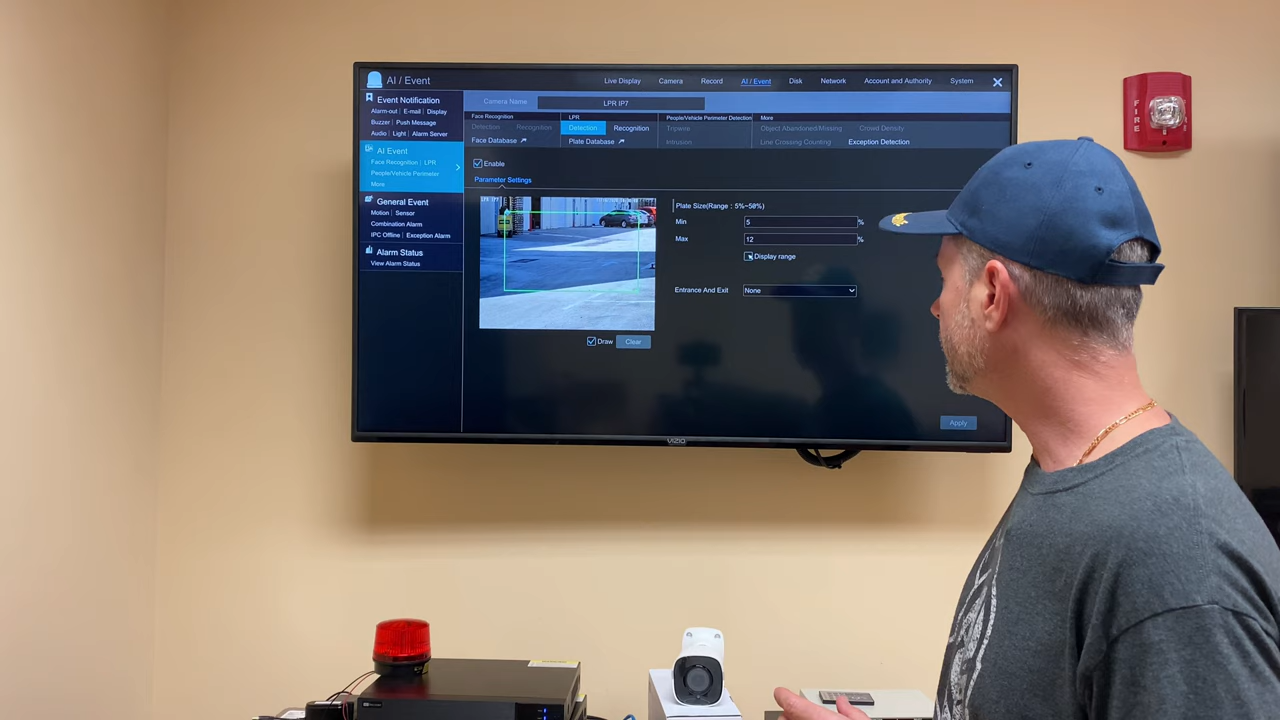 AI / Event
Live Display Camera Record AI / Event Disk Network Account and Authority System
Event Notification
Alarm-out | E-mail | Display
Buzzer | Push Message
Audio | Light | Alarm Server
AI Event
Face Recognition | LPR
People/Vehicle Perimeter
More
General Event
Motion | Sensor
Combination Alarm
IPC Offline | Exception Alarm
Alarm Status
View Alarm Status
Camera Name LPR IP7
Face Recognition LPR People/Vehicle Perimeter Detection More
Detection Recognition Detection Recognition Tripwire Object Abandoned/Missing Crowd Density
Face Database Plate Database Intrusion Line Crossing Counting Exception Detection
Enable
Parameter Settings
LPR IP7
Plate Size(Range : 5%~50%)
Min 5 %
Max 12 %
Display range
Entrance And Exit None
Draw Clear
Apply
VIZIO
FIRE